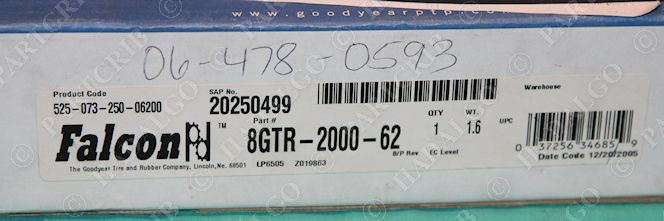 www.goodyearptp.com
06-478-0593
Product Code
525-073-250-06200
SAP No.
20250499
Warehouse
Falcon™
Part #
8GTR-2000-62
QTY
1
WT.
1.6
UPC
B/P Rev
EC Level
0 37256 34685 9
The Goodyear Tire and Rubber Company, Lincoln, Ne. 68501
LP6505
Z019863
Date Code 12/20/2005
PARTGRIB